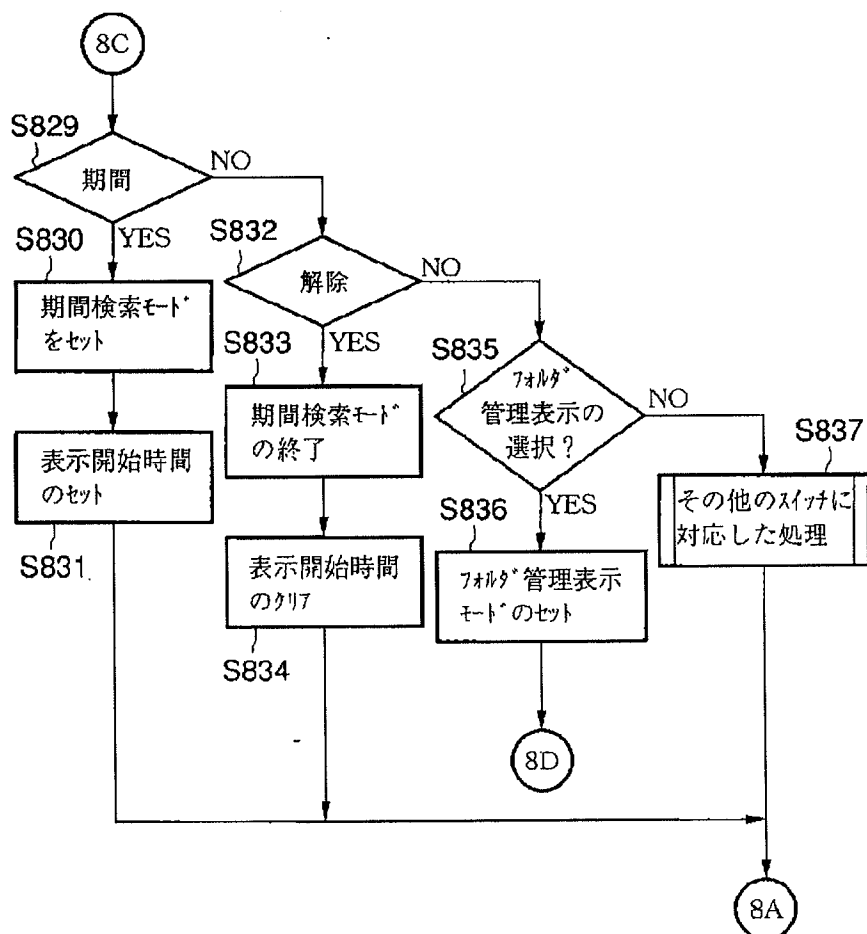 8C
S829
期間
NO
S830
YES
期間検索ﾓｰﾄﾞ
をｾｯﾄ
表示開始時間
のｾｯﾄ
S831
S832
解除
NO
S833
YES
期間検索ﾓｰﾄﾞ
の終了
表示開始時間
のｸﾘｱ
S834
S835
ﾌｫﾙﾀﾞ
管理表示の
選択？
NO
S836
YES
ﾌｫﾙﾀﾞ管理表示
ﾓｰﾄﾞのｾｯﾄ
8D
S837
その他のｽｲｯﾁに
対応した処理
8A